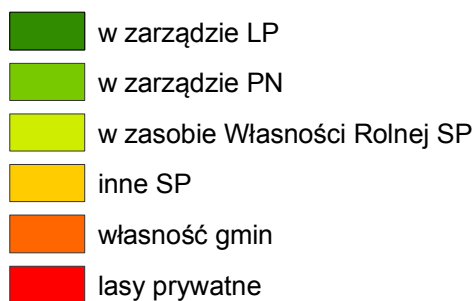 w zarządzie LP
w zarządzie PN
w zasobie Własności Rolnej SP
inne SP
własność gmin
lasy prywatne